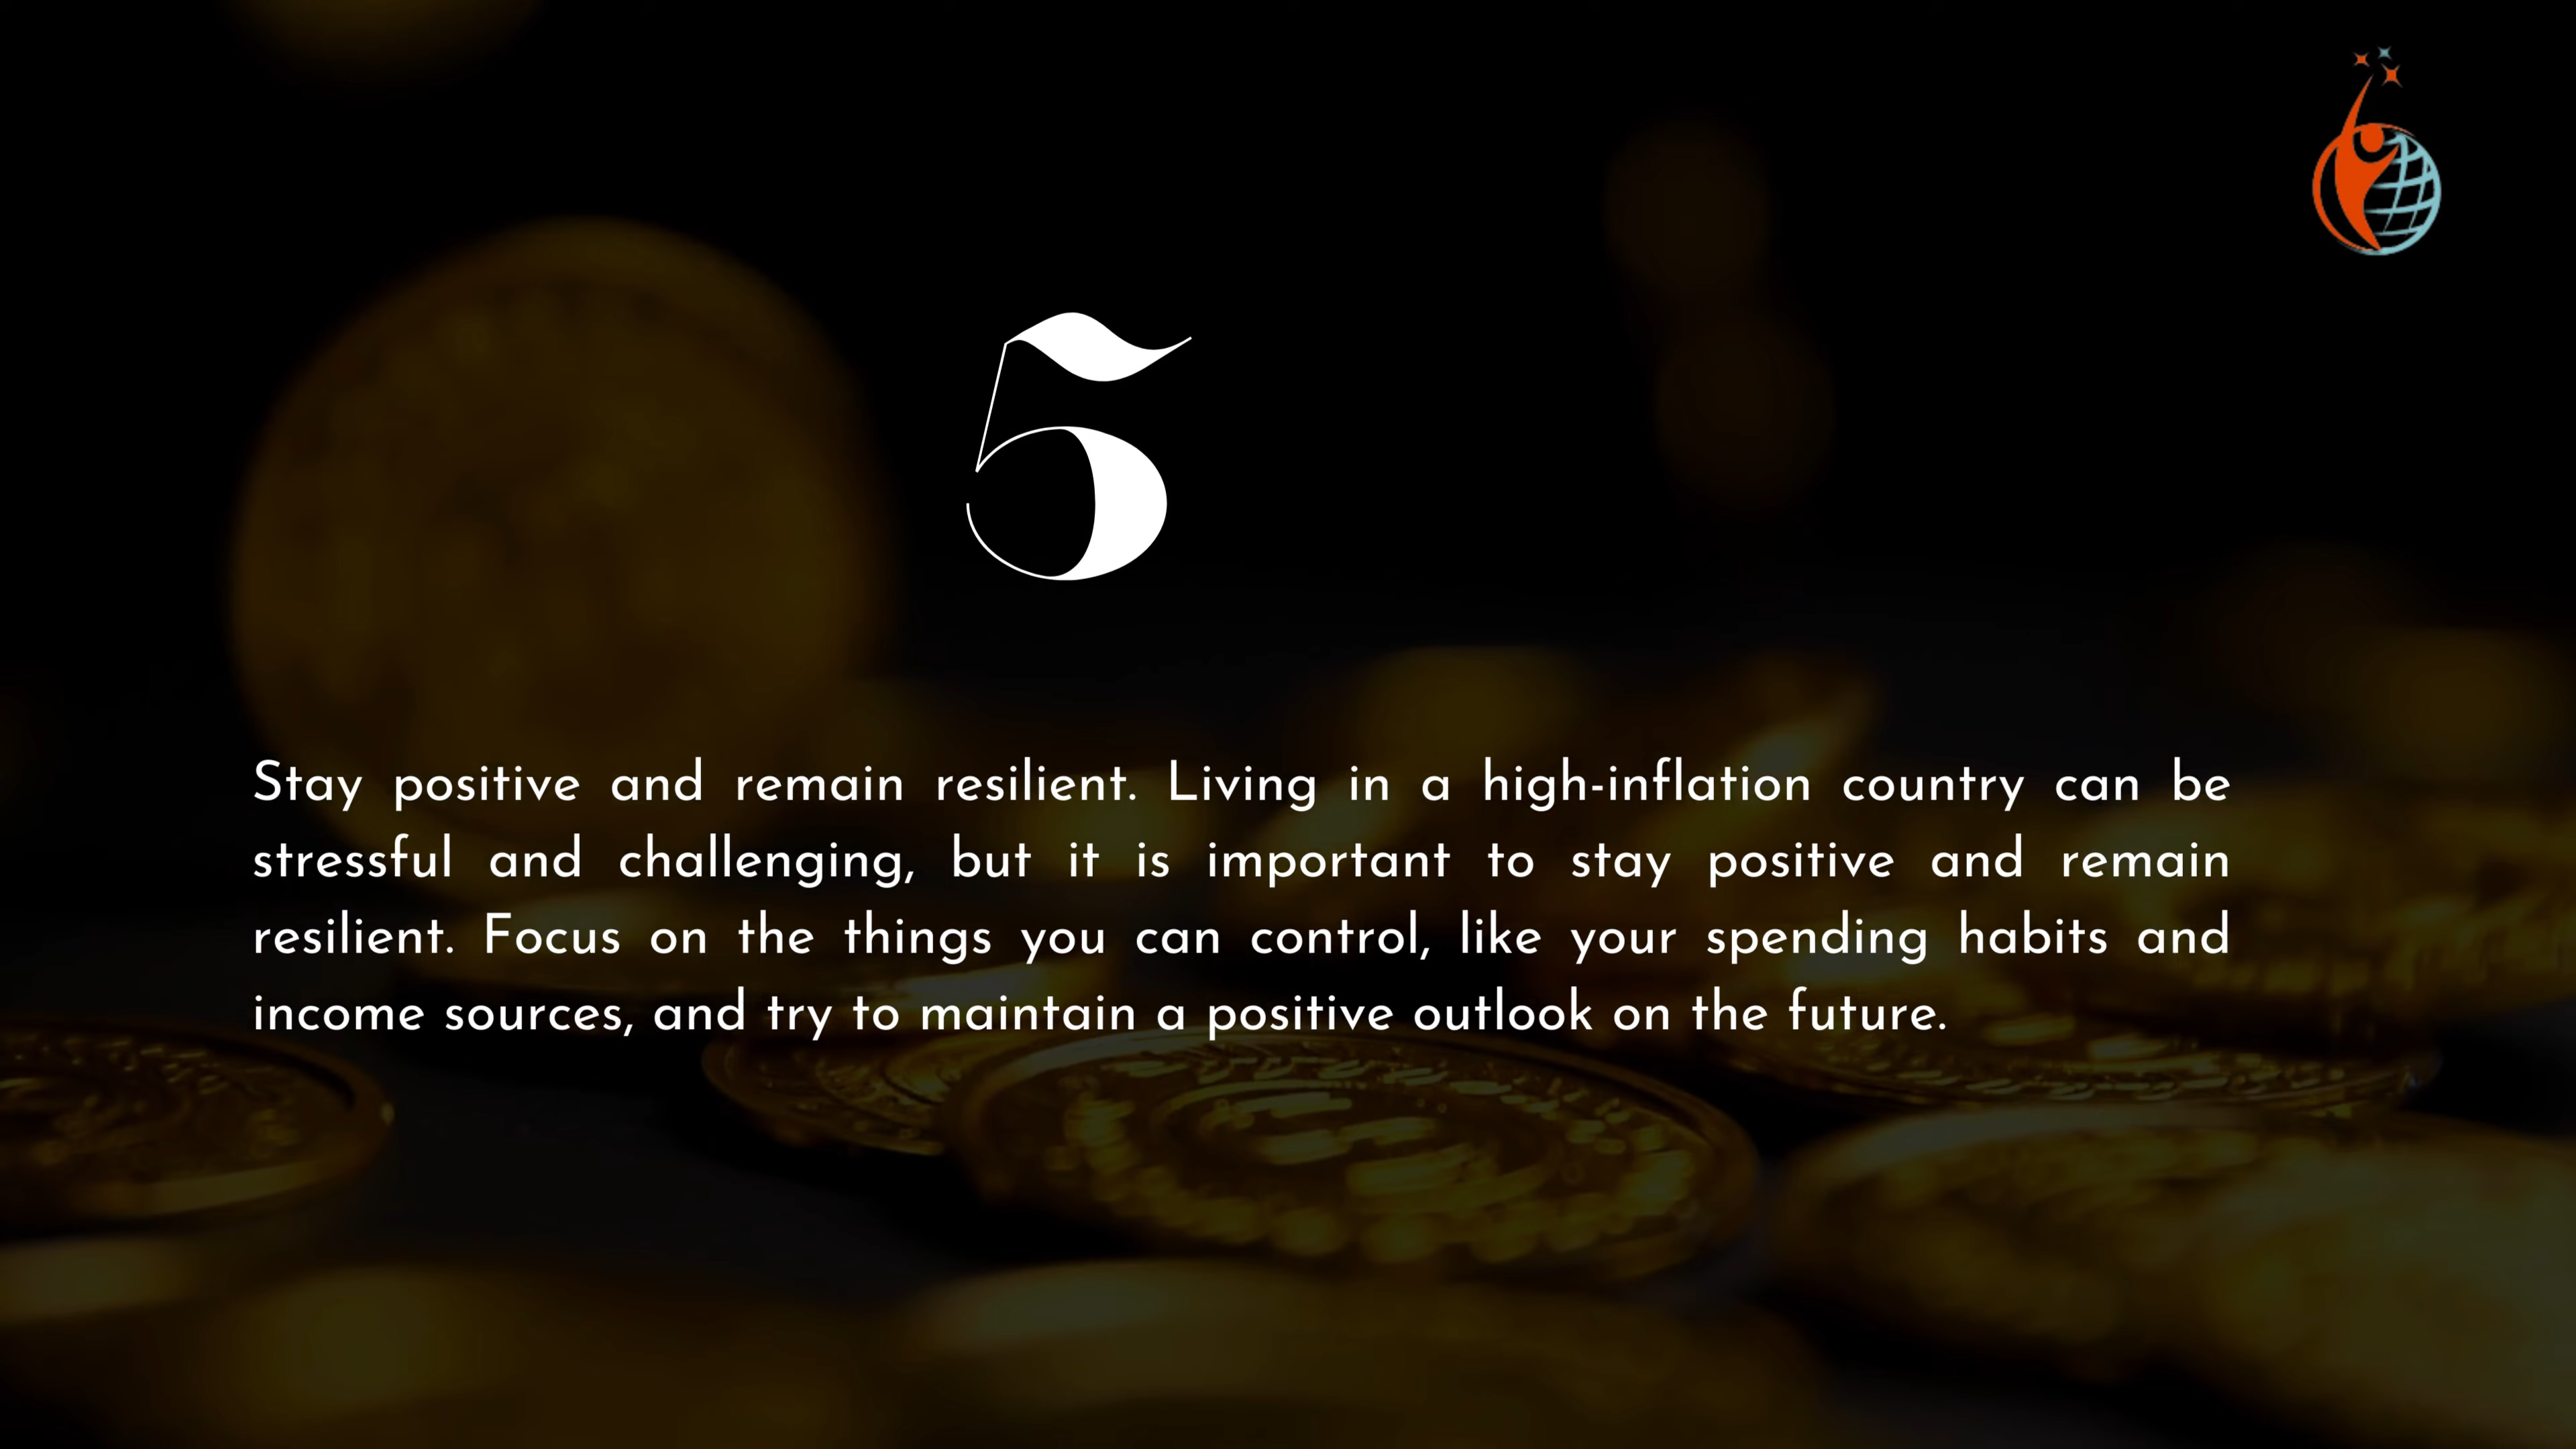 5
Stay positive and remain resilient. Living in a high-inflation country can be
stressful and challenging, but it is important to stay positive and remain
resilient. Focus on the things you can control, like your spending habits and
income sources, and try to maintain a positive outlook on the future.